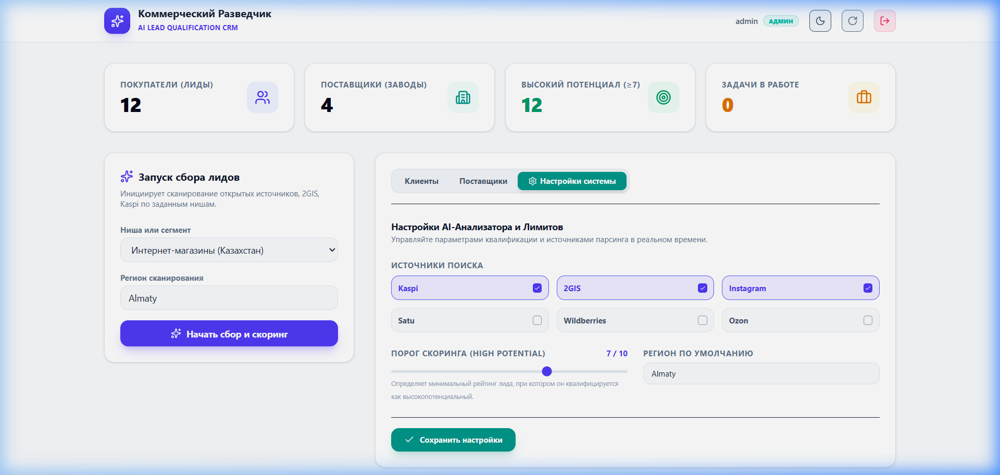 Коммерческий Разведчик
AI LEAD QUALIFICATION CRM
admin
АДМИН
ПОКУПАТЕЛИ (ЛИДЫ)
12
ПОСТАВЩИКИ (ЗАВОДЫ)
4
ВЫСОКИЙ ПОТЕНЦИАЛ (≥7)
12
ЗАДАЧИ В РАБОТЕ
0
Запуск сбора лидов
Инициирует сканирование открытых источников, 2GIS,
Kaspi по заданным нишам.
Ниша или сегмент
Интернет-магазины (Казахстан)
Регион сканирования
Almaty
Начать сбор и скоринг
Клиенты
Поставщики
Настройки системы
Настройки AI-Анализатора и Лимитов
Управляйте параметрами квалификации и источниками парсинга в реальном времени.
ИСТОЧНИКИ ПОИСКА
Kaspi
2GIS
Instagram
Satu
Wildberries
Ozon
ПОРОГ СКОРИНГА (HIGH POTENTIAL)
7 / 10
Определяет минимальный рейтинг лида, при котором он квалифицируется
как высокопотенциальный.
РЕГИОН ПО УМОЛЧАНИЮ
Almaty
Сохранить настройки